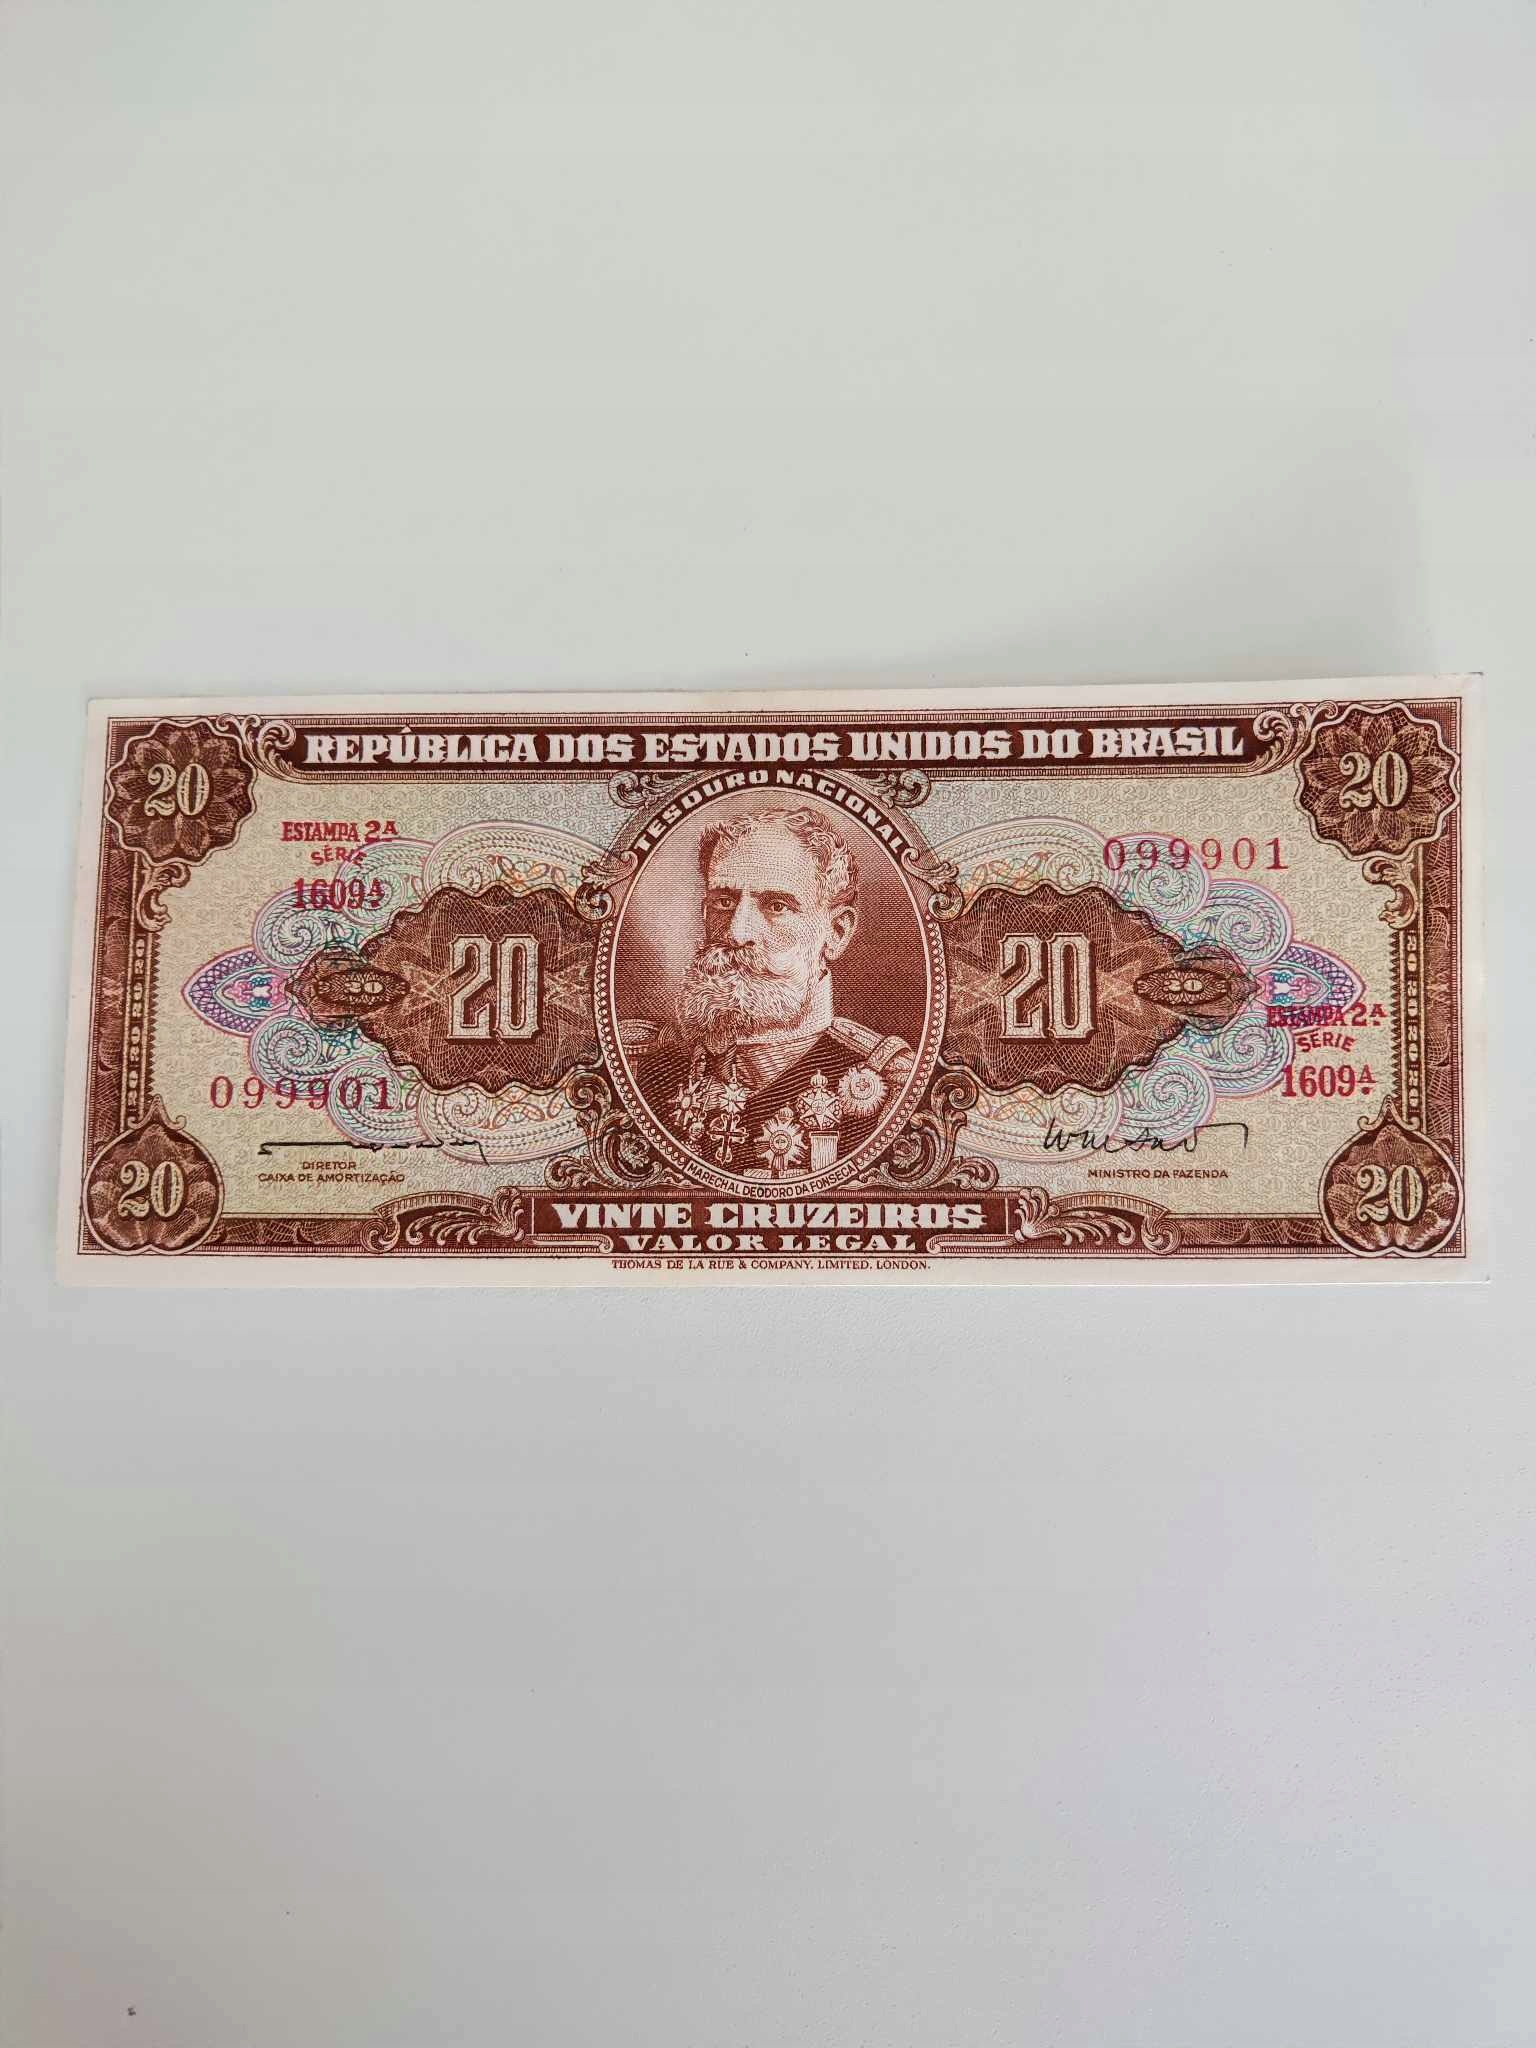 REPÚBLICA DOS ESTADOS UNIDOS DO BRASIL
TESOURO NACIONAL
20
20
ESTAMPA 2A
SÉRIE
1609A
099901
20
20
20
20
ESTAMPA 2A
SÉRIE
1609A
099901
DIRETOR
CAIXA DE AMORTIZAÇÃO
MINISTRO DA FAZENDA
MARECHAL DEODORO DA FONSECA
20
20
VINTE CRUZEIROS
VALOR LEGAL
THOMAS DE LA RUE & COMPANY, LIMITED, LONDON.